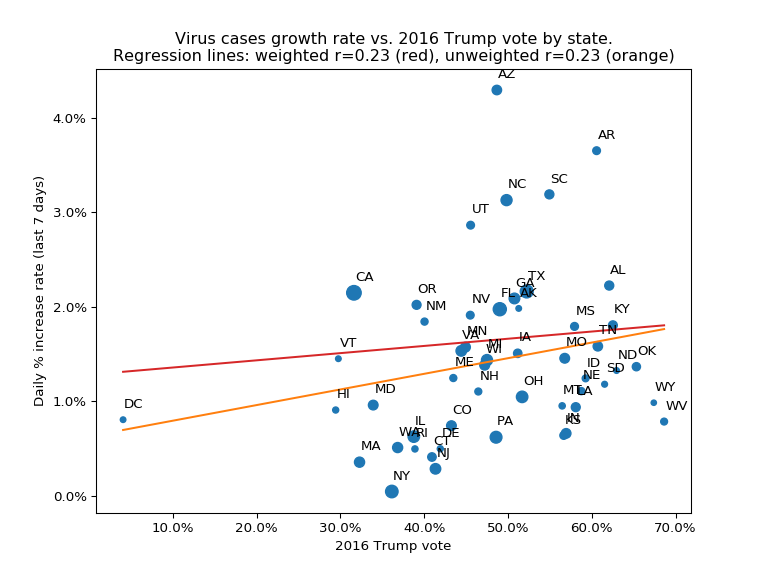 Virus cases growth rate vs. 2016 Trump vote by state.
Regression lines: weighted r=0.23 (red), unweighted r=0.23 (orange)
AZ
4.0%
AR
3.0%
NC
SC
UT
CA
OR
NM
NV
FL
GA
TX
AK
AL
MS
KY
2.0%
Daily % increase rate (last 7 days)
VT
VA
MN
MI
WI
IA
MO
TN
ME
NH
ID
ND
OK
SD
NE
1.0%
DC
HI
MD
OH
MT
LA
WY
WV
MA
WA
IL
RI
CO
DE
CT
NJ
PA
KS
IN
NY
0.0%
10.0%
20.0%
30.0%
40.0%
50.0%
60.0%
70.0%
2016 Trump vote